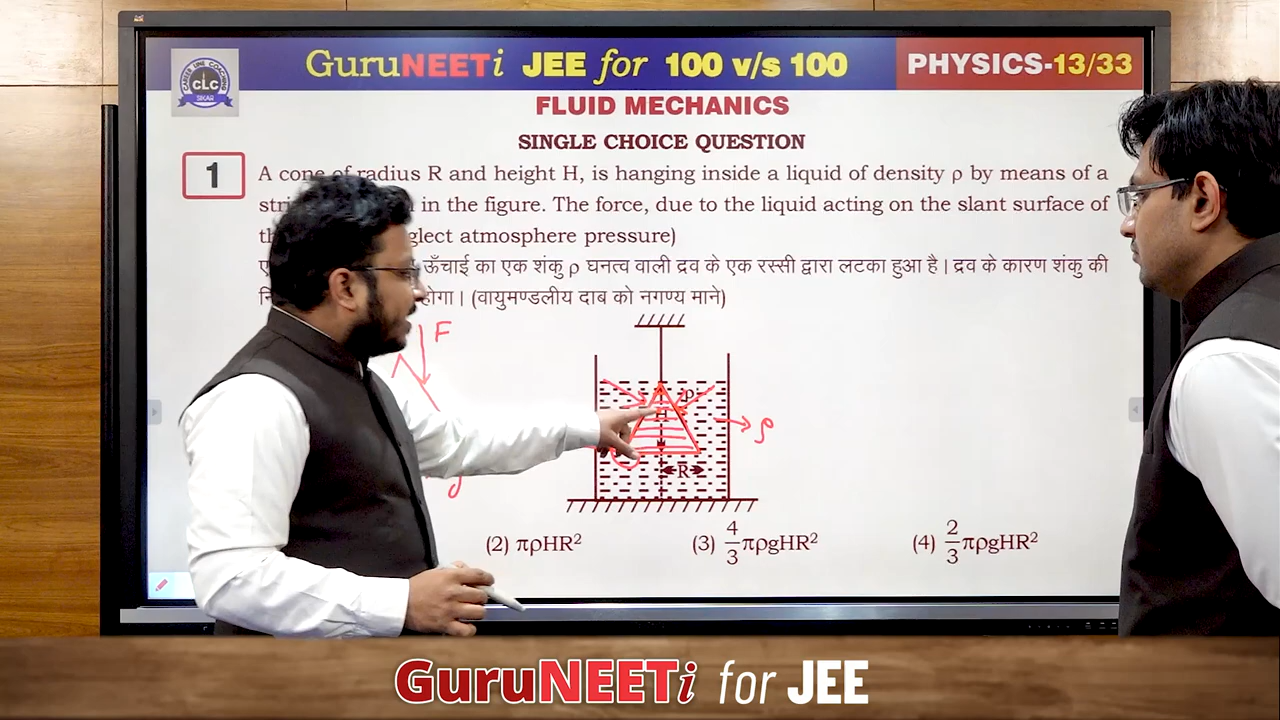 GuruNEETi JEE for 100 v/s 100
PHYSICS-13/33
CLC
SIKAR
FLUID MECHANICS
SINGLE CHOICE QUESTION
1
A cone of radius R and height H, is hanging inside a liquid of density ρ by means of a
in the figure. The force, due to the liquid acting on the slant surface of
atmosphere pressure)
ऊँचाई का एक शंकु ρ घनत्व वाली द्रव के एक रस्सी द्वारा लटका हुआ है। द्रव के कारण शंकु की
होगा। (वायुमण्डलीय दाब को नगण्य माने)
F
ρ
H
ρ
R
(2) πρHR²
(3) 4/3 πρgHR²
(4) 2/3 πρgHR²
GuruNEETi for JEE